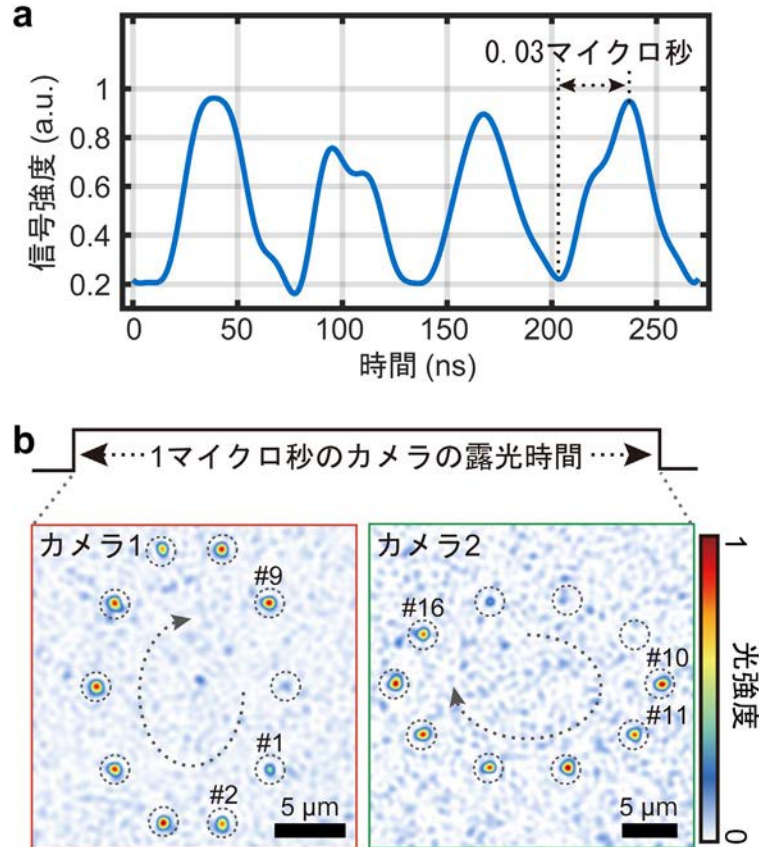 a
0.03マイクロ秒
1
0.8
0.6
0.4
0.2
信号強度 (a.u.)
0 50 100 150 200 250
時間 (ns)
b
1マイクロ秒のカメラの露光時間
カメラ1
#9
#1
#2
5 μm
カメラ2
#16
#10
#11
5 μm
1
光強度
0